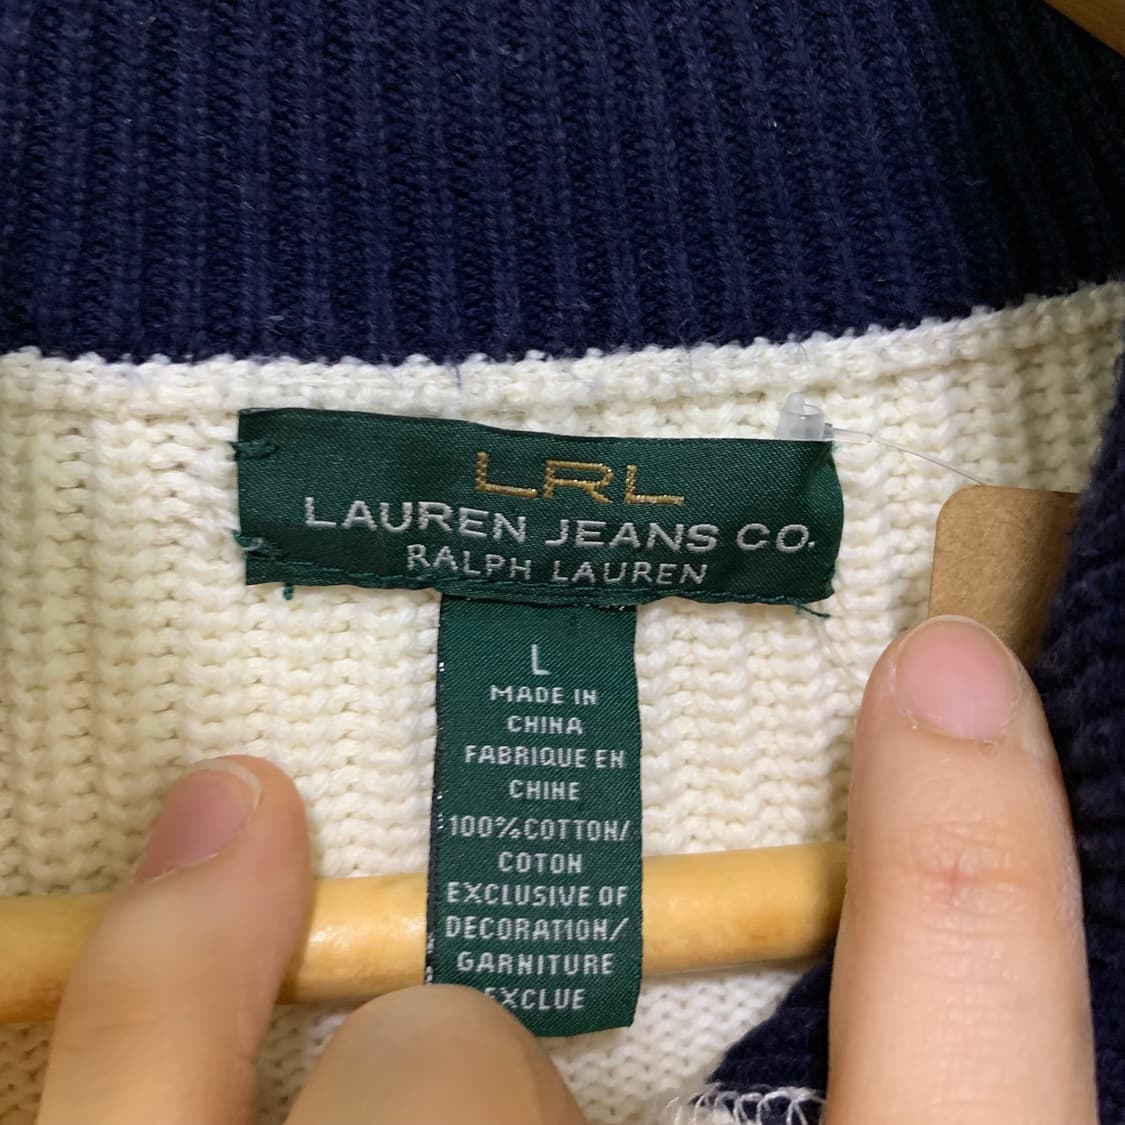 LRL
LAUREN JEANS CO.
RALPH LAUREN
L
MADE IN
CHINA
FABRIQUE EN
CHINE
100%COTTON/
COTON
EXCLUSIVE OF
DECORATION/
GARNITURE
EXCLUE